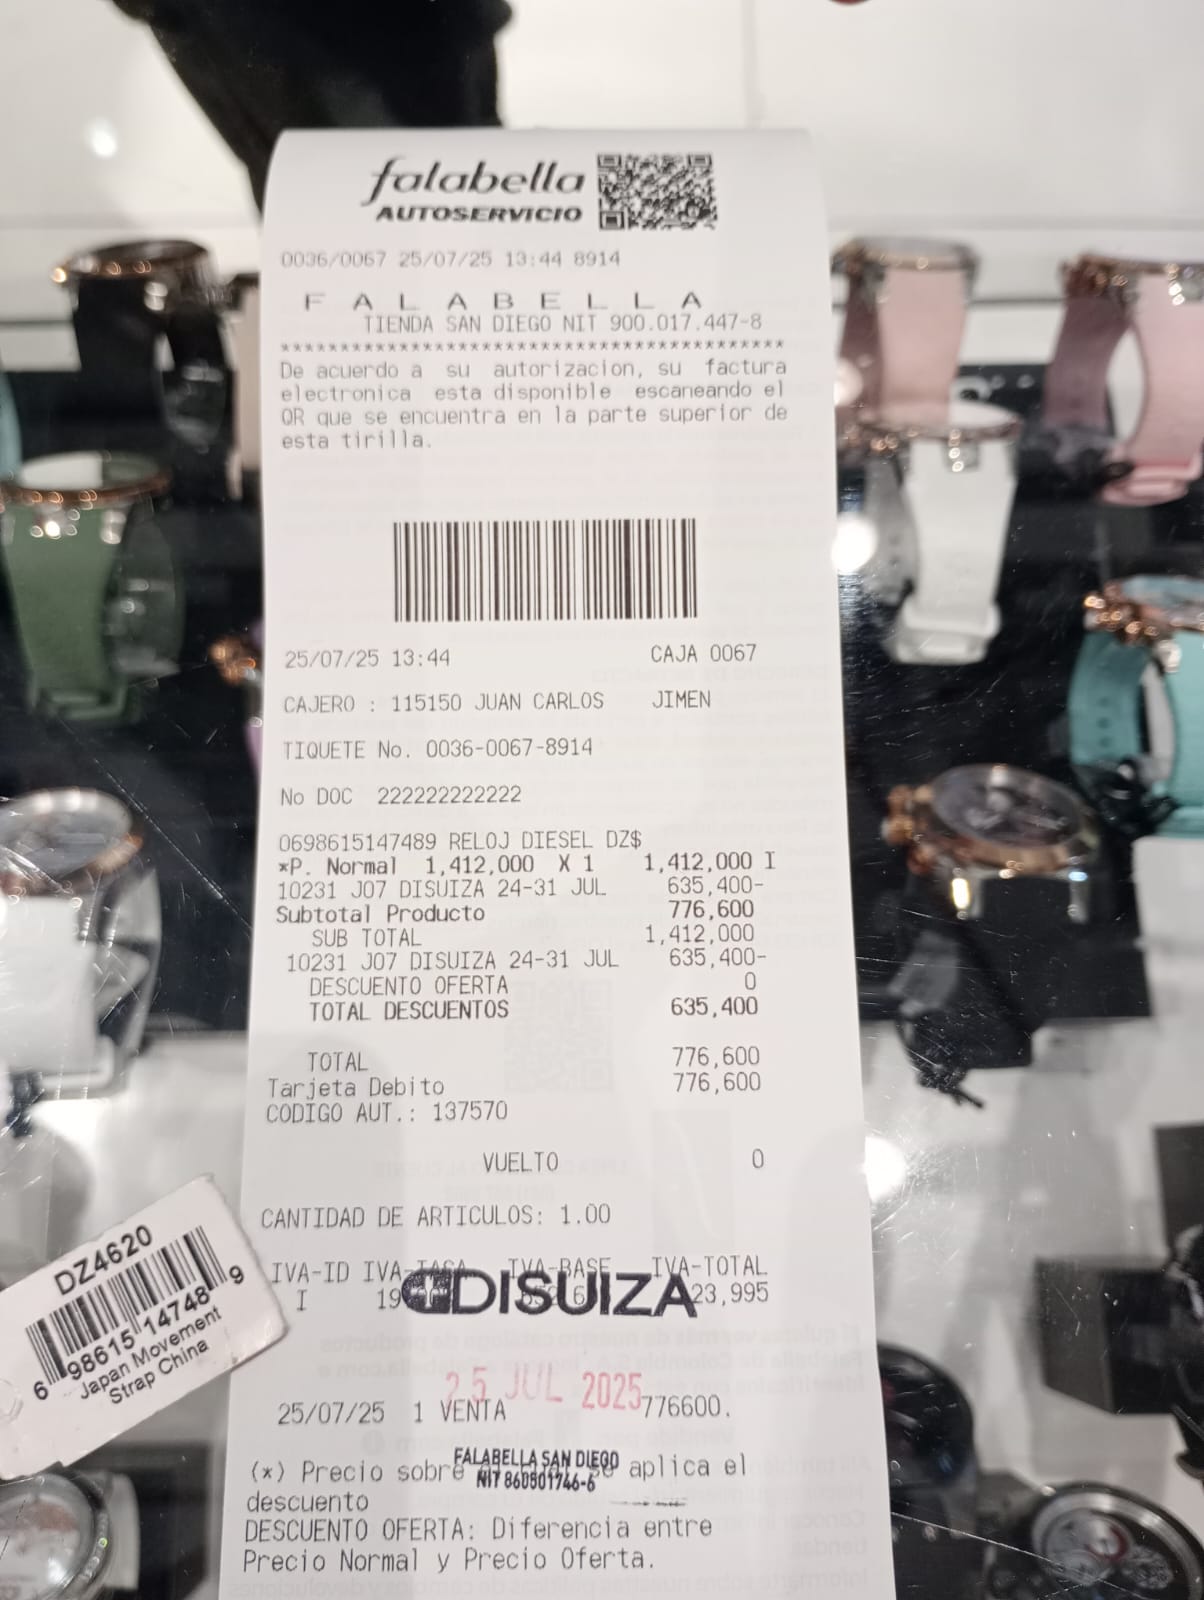 falabella
AUTOSERVICIO
0036/0067 25/07/25 13:44 8914
F A L A B E L L A
TIENDA SAN DIEGO NIT 900.017.447-8
******************************************
De acuerdo a su autorizacion, su factura
electronica esta disponible escaneando el
QR que se encuentra en la parte superior de
esta tirilla.
25/07/25 13:44 CAJA 0067
CAJERO : 115150 JUAN CARLOS JIMEN
TIQUETE No. 0036-0067-8914
No DOC 222222222222
0698615147489 RELOJ DIESEL DZ$
*P. Normal 1,412,000 X 1 1,412,000 I
10231 J07 DISUIZA 24-31 JUL 635,400-
Subtotal Producto 776,600
SUB TOTAL 1,412,000
10231 J07 DISUIZA 24-31 JUL 635,400-
DESCUENTO OFERTA 0
TOTAL DESCUENTOS 635,400
TOTAL 776,600
Tarjeta Debito 776,600
CODIGO AUT.: 137570
VUELTO 0
CANTIDAD DE ARTICULOS: 1.00
IVA-ID IVA-TASA IVA-BASE IVA-TOTAL
I 19
DISUIZA
25 JUL 2025
25/07/25 1 VENTA 776600.
FALABELLA SAN DIEGO
NIT 860501746-6
(*) Precio sobre se aplica el
descuento
DESCUENTO OFERTA: Diferencia entre
Precio Normal y Precio Oferta.
DZ4620
6 98615 14748 9
Japan Movement
Strap China